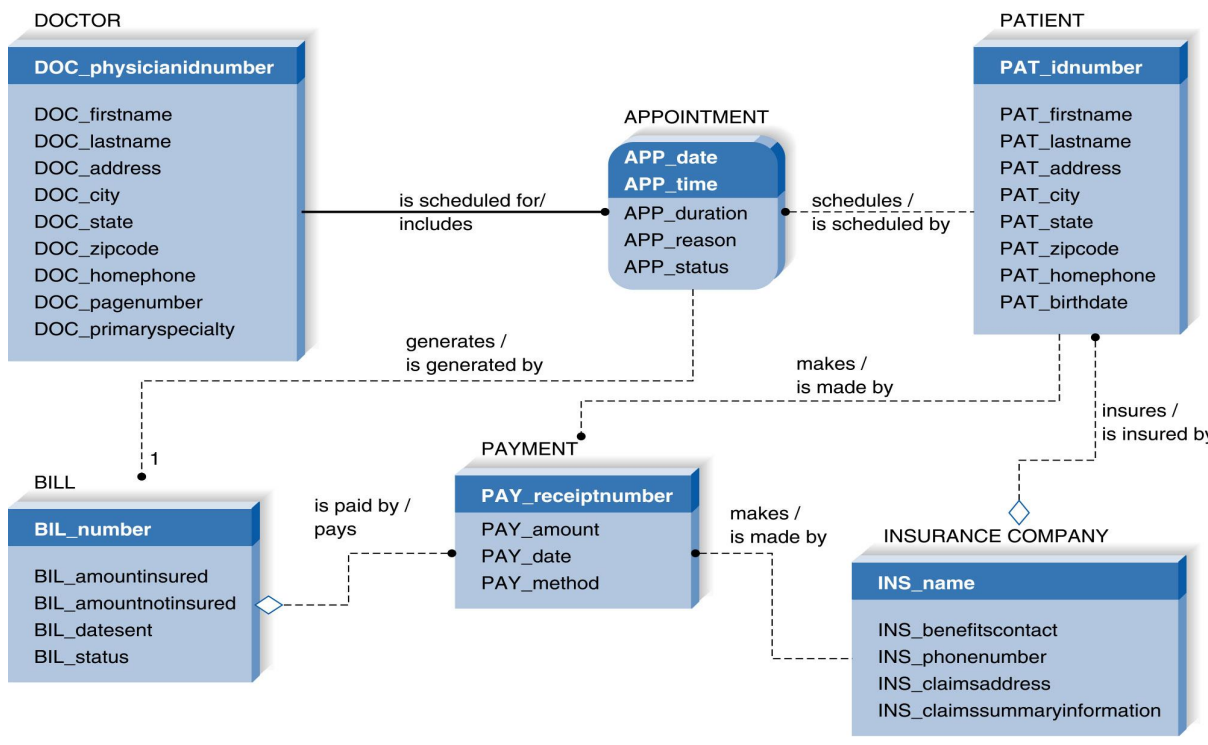 DOCTOR
DOC_physicianidnumber
DOC_firstname
DOC_lastname
DOC_address
DOC_city
DOC_state
DOC_zipcode
DOC_homephone
DOC_pagenumber
DOC_primaryspecialty
is scheduled for/
includes
APPOINTMENT
APP_date
APP_time
APP_duration
APP_reason
APP_status
schedules /
is scheduled by
PATIENT
PAT_idnumber
PAT_firstname
PAT_lastname
PAT_address
PAT_city
PAT_state
PAT_zipcode
PAT_homephone
PAT_birthdate
generates /
is generated by
makes /
is made by
insures /
is insured by
1
BILL
BIL_number
BIL_amountinsured
BIL_amountnotinsured
BIL_datesent
BIL_status
is paid by /
pays
PAYMENT
PAY_receiptnumber
PAY_amount
PAY_date
PAY_method
makes /
is made by
INSURANCE COMPANY
INS_name
INS_benefitscontact
INS_phonenumber
INS_claimsaddress
INS_claimssummaryinformation